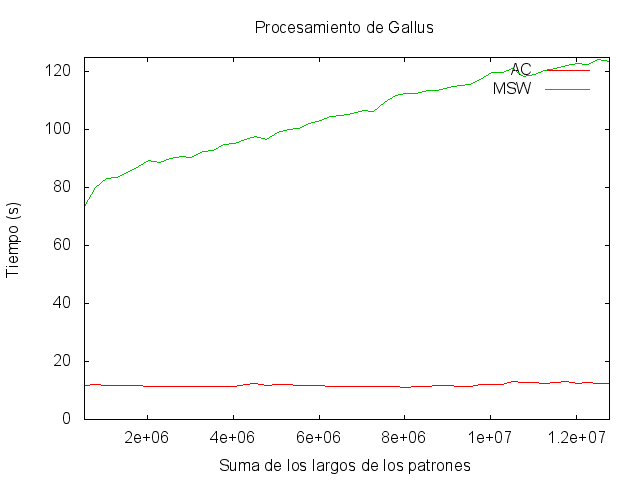 Procesamiento de Gallus
120
100
80
60
40
20
0
AC
MSW
Tiempo (s)
2e+06 4e+06 6e+06 8e+06 1e+07 1.2e+07
Suma de los largos de los patrones